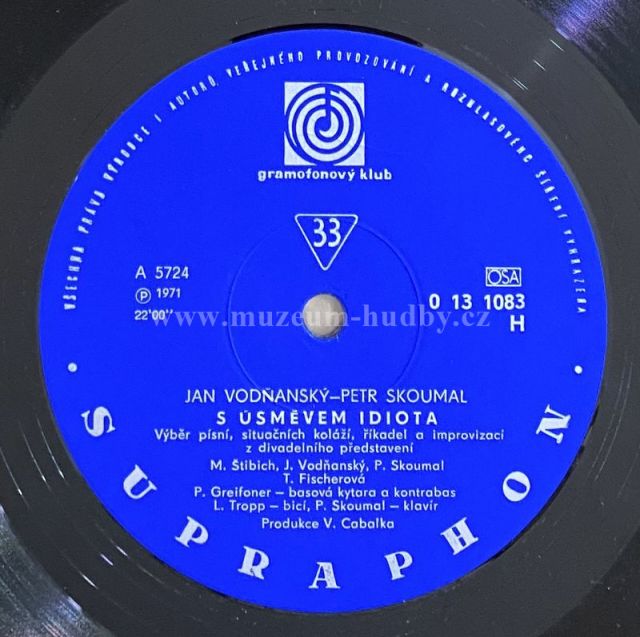 VŠECHNA PRÁVA VÝROBCE I AUTORŮ VEŘEJNÉHO PROVOZOVÁNÍ A ROZHLASOVÉHO ŠÍŘENÍ VYHRAZENA
gramofonový klub
33
A 5724
Ⓟ 1971
22'00"
OSA
0 13 1083
H
www.muzeum-hudby.cz
JAN VODŇANSKÝ–PETR SKOUMAL
S ÚSMĚVEM IDIOTA
Výběr písní, situačních koláží, říkadel a improvizací
z divadelního představení
M. Štibich, J. Vodňanský, P. Skoumal
T. Fischerová
P. Greifoner – basová kytara a kontrabas
L. Tropp – bicí, P. Skoumal – klavír
Produkce V. Cabalka
• SUPRAPHON •